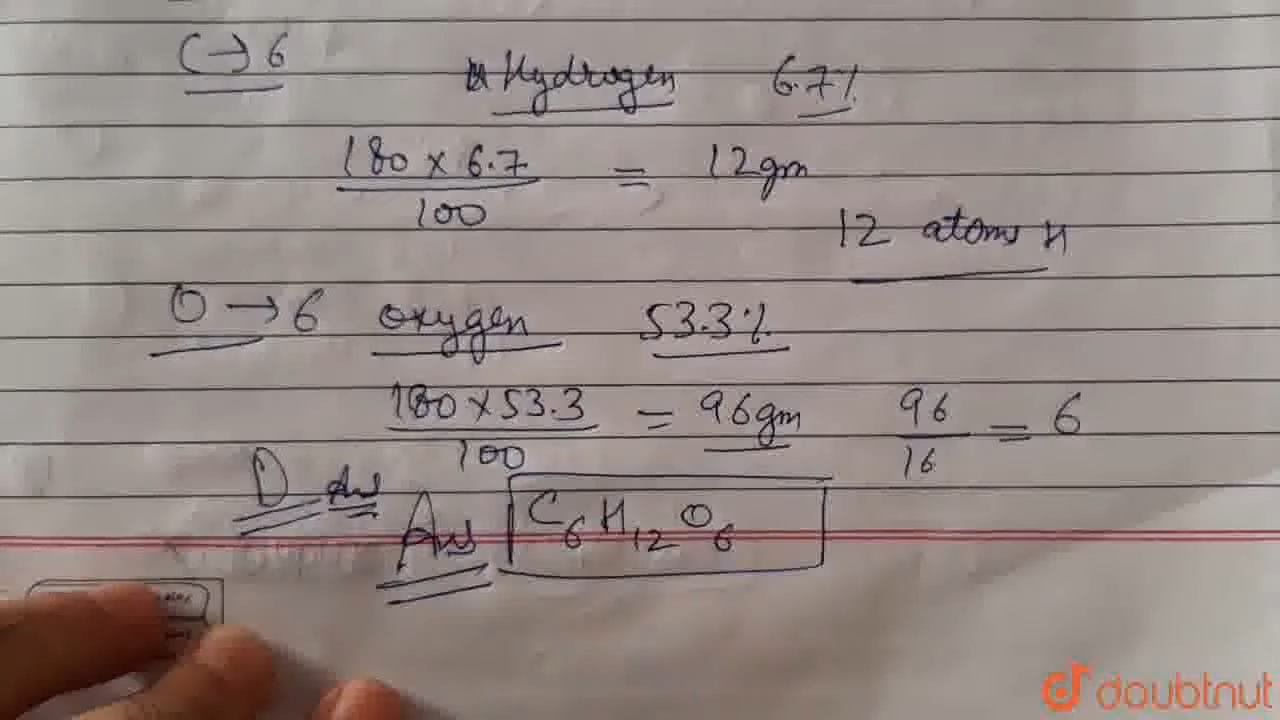 C → 6
Hydrogen 6.7%
180 × 6.7 / 100 = 12gm
12 atoms H
O → 6 oxygen 53.3%
180 × 53.3 / 100 = 96gm 96 / 16 = 6
D Ans
Ans C₆H₁₂O₆
doubtnut